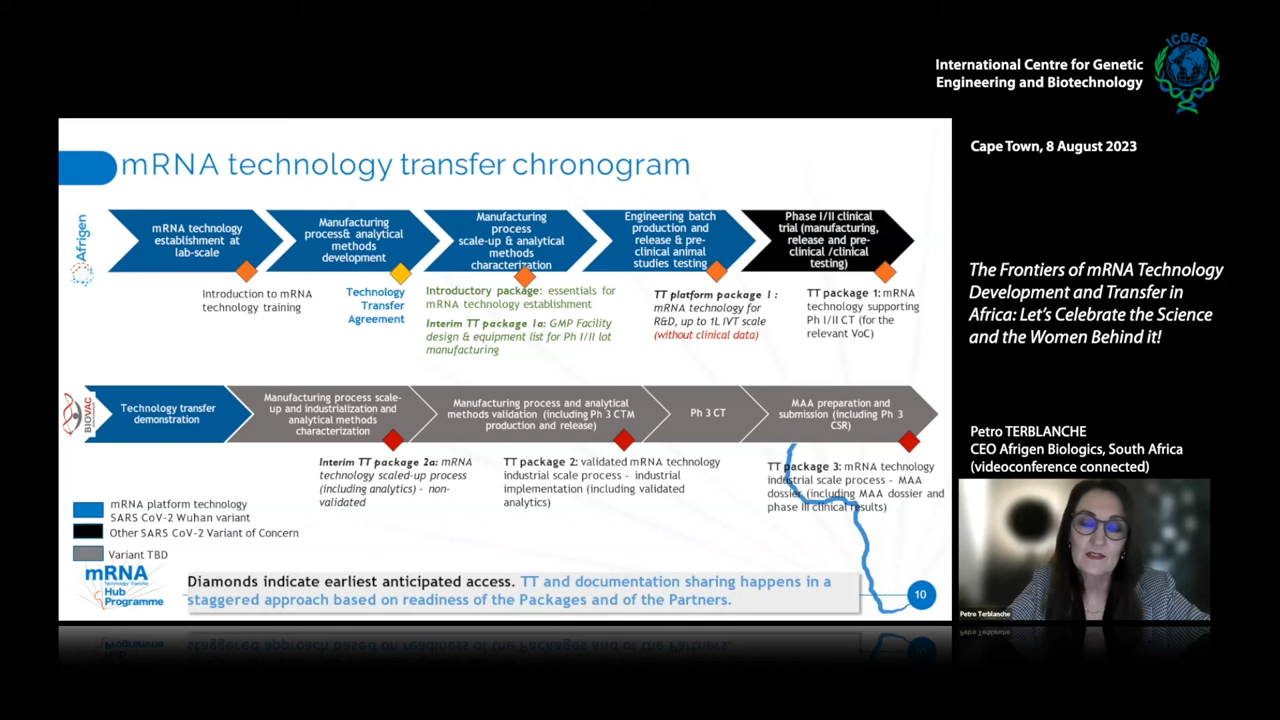 ICGEB
International Centre for Genetic
Engineering and Biotechnology
Cape Town, 8 August 2023
The Frontiers of mRNA Technology
Development and Transfer in
Africa: Let's Celebrate the Science
and the Women Behind it!
Petro TERBLANCHE
CEO Afrigen Biologics, South Africa
(videoconference connected)
Petro Terblanche
mRNA technology transfer chronogram
Afrigen
mRNA technology
establishment at
lab-scale
Manufacturing
process& analytical
methods
development
Manufacturing
process
scale-up & analytical
methods
characterization
Engineering batch
production and
release & pre-
clinical animal
studies testing
Phase I/II clinical
trial (manufacturing,
release and pre-
clinical /clinical
testing)
Introduction to mRNA
technology training
Technology
Transfer
Agreement
Introductory package: essentials for
mRNA technology establishment
Interim TT package 1a: GMP Facility
design & equipment list for Ph I/II lot
manufacturing
TT platform package 1 :
mRNA technology for
R&D, up to 1L IVT scale
(without clinical data)
TT package 1: mRNA
technology supporting
Ph I/II CT (for the
relevant VoC)
BIOVAC
Technology transfer
demonstration
Manufacturing process scale-
up and industrialization and
analytical methods
characterization
Manufacturing process and analytical
methods validation (including Ph 3 CTM
production and release)
Ph 3 CT
MAA preparation and
submission (including Ph 3
CSR)
Interim TT package 2a: mRNA
technology scaled-up process
(including analytics) - non-
validated
TT package 2: validated mRNA technology
industrial scale process - industrial
implementation (including validated
analytics)
TT package 3: mRNA technology
industrial scale process - MAA
dossier (including MAA dossier and
phase III clinical results)
mRNA platform technology
SARS CoV-2 Wuhan variant
Other SARS CoV-2 Variant of Concern
Variant TBD
mRNA
Technology Transfer
Hub
Programme
Diamonds indicate earliest anticipated access. TT and documentation sharing happens in a
staggered approach based on readiness of the Packages and of the Partners.
10